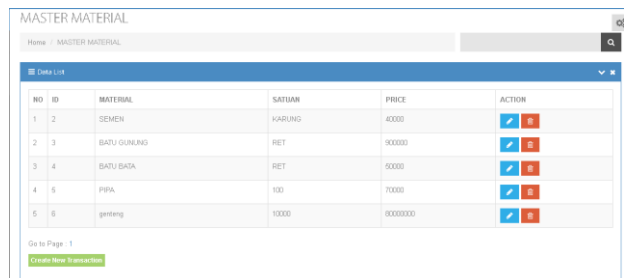 MASTER MATERIAL
Home / MASTER MATERIAL
Data List
NO ID MATERIAL SATUAN PRICE ACTION
1 2 SEMEN KARUNG 40000
2 3 BATU GUNUNG RET 900000
3 4 BATU BATA RET 50000
4 5 PIPA 100 70000
5 6 genteng 10000 80000000
Go to Page : 1
Create New Transaction